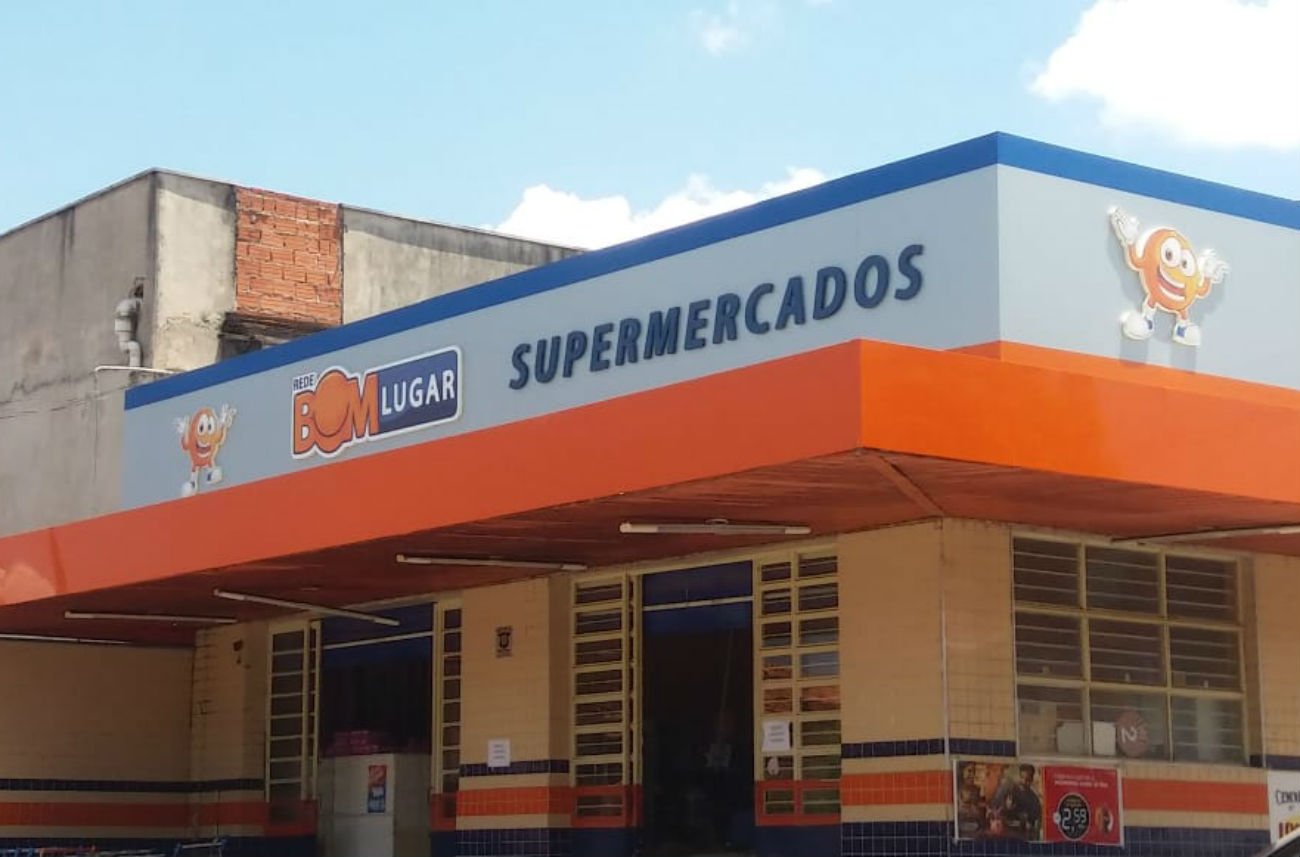 REDE
BOM LUGAR
SUPERMERCADOS
2,59